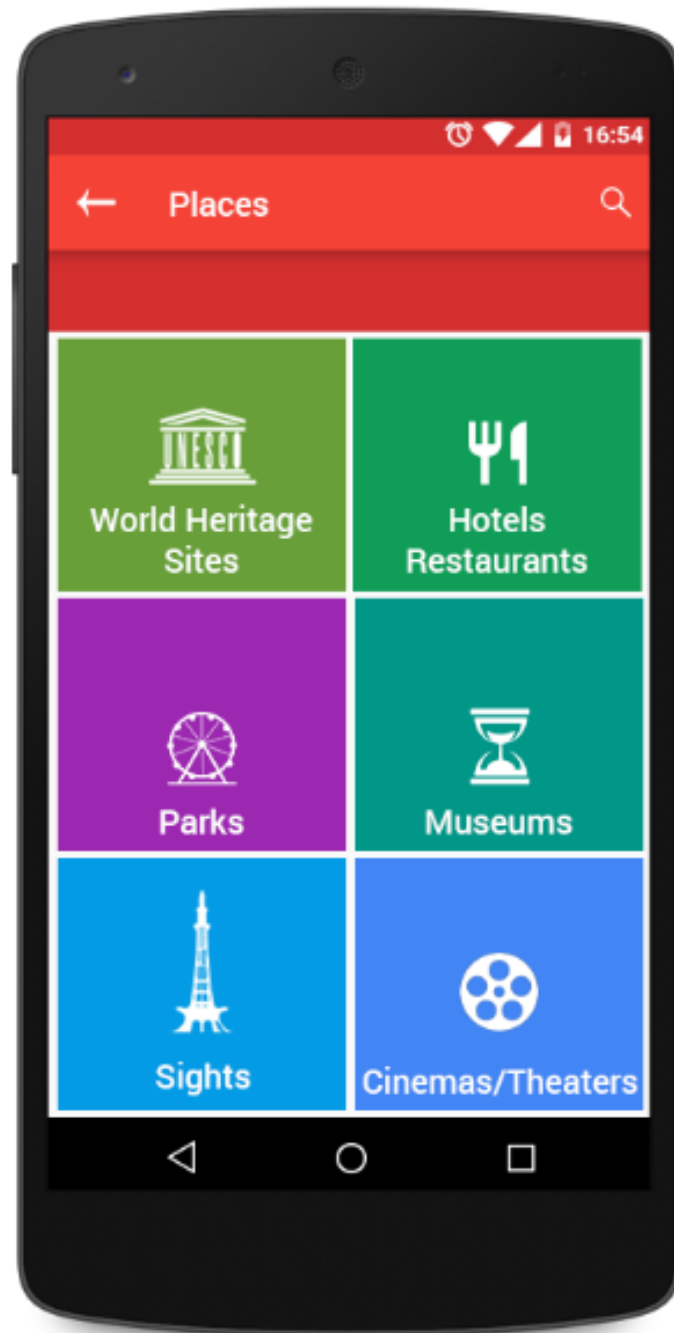 16:54
Places
UNESCO
World Heritage
Sites
Hotels
Restaurants
Parks
Museums
Sights
Cinemas/Theaters